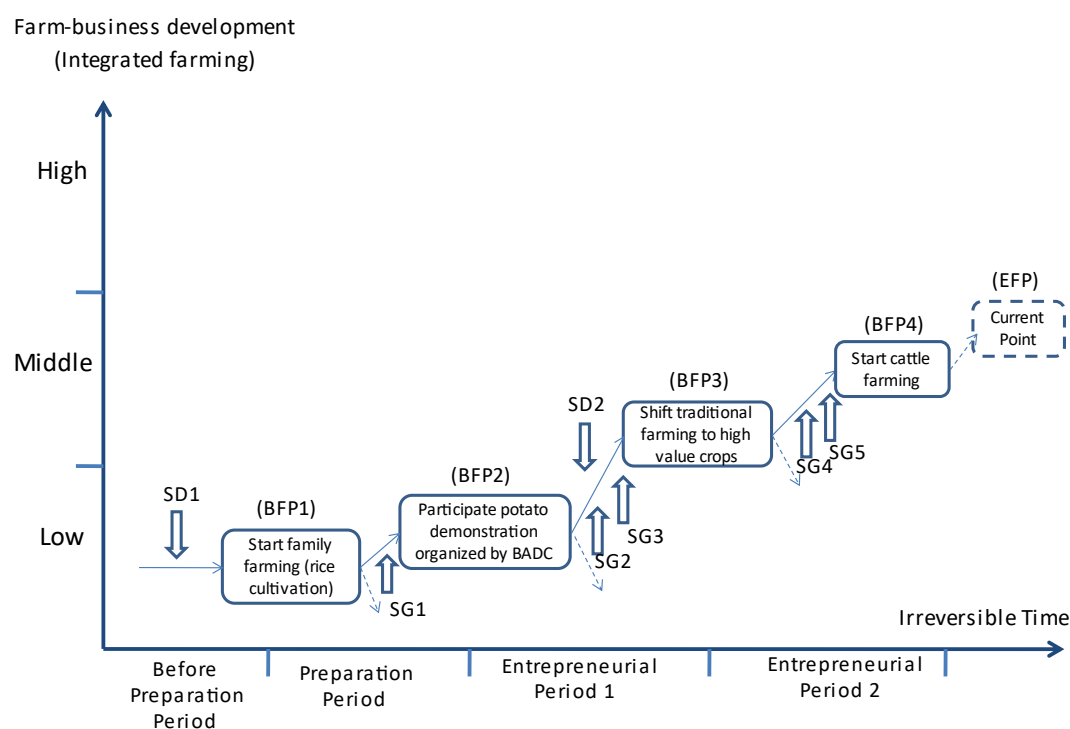 Farm-business development
(Integrated farming)
High
Middle
Low
SD1
(BFP1)
Start family
farming (rice
cultivation)
SG1
(BFP2)
Participate potato
demonstration
organized by BADC
SD2
SG2
SG3
(BFP3)
Shift traditional
farming to high
value crops
SG4
SG5
(BFP4)
Start cattle
farming
(EFP)
Current
Point
Irreversible Time
Before
Preparation
Period
Preparation
Period
Entrepreneurial
Period 1
Entrepreneurial
Period 2